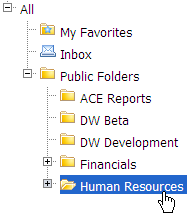 All
My Favorites
Inbox
Public Folders
ACE Reports
DW Beta
DW Development
Financials
Human Resources